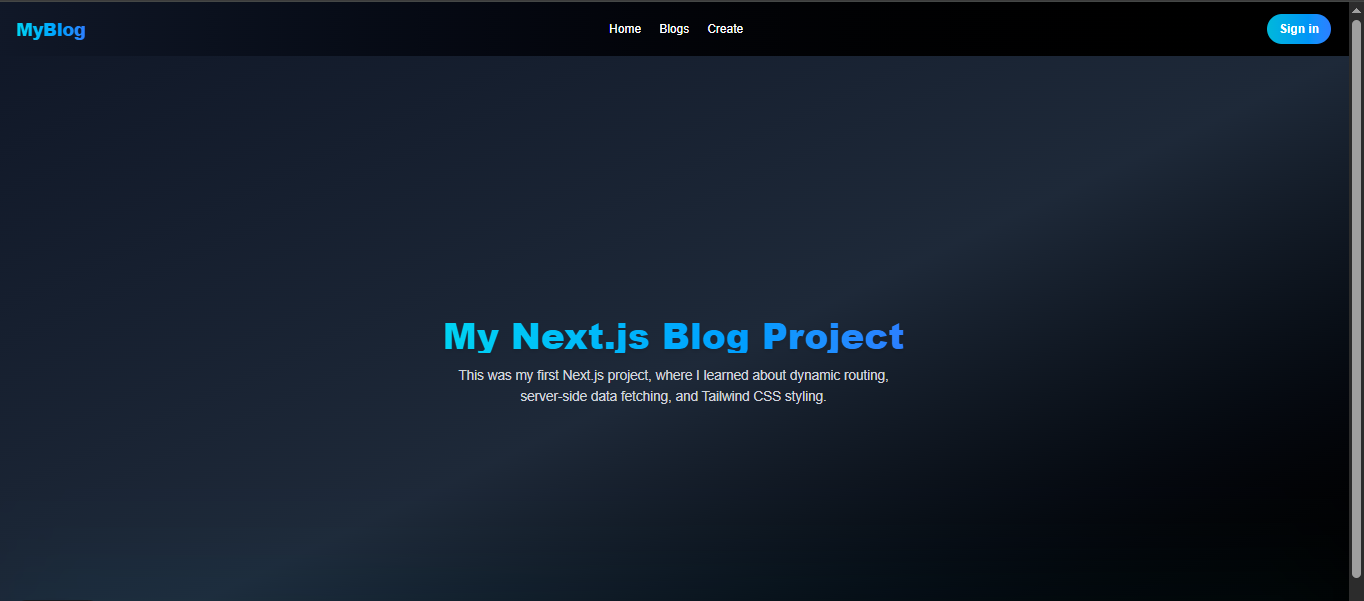 MyBlog
Home Blogs Create
Sign in
My Next.js Blog Project
This was my first Next.js project, where I learned about dynamic routing,
server-side data fetching, and Tailwind CSS styling.